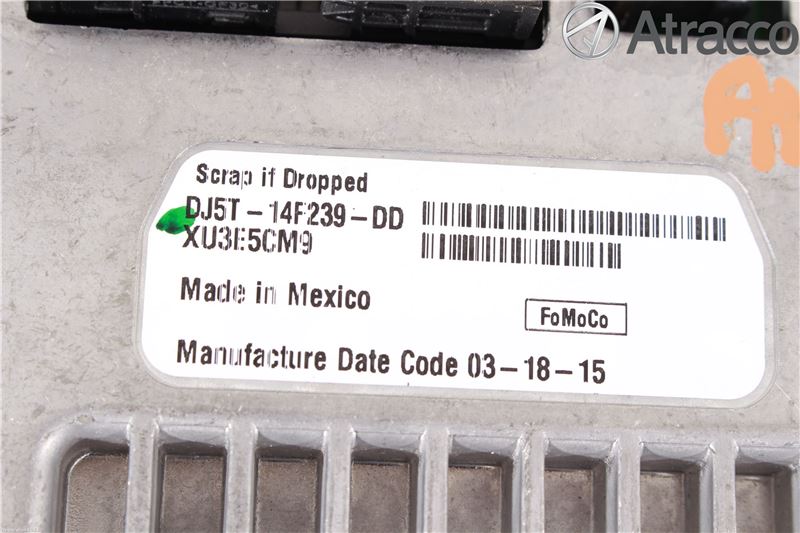 Atracco
Scrap if Dropped
DJ5T-14F239-DD
XU3E5CM9
Made in Mexico
FoMoCo
Manufacture Date Code 03-18-15